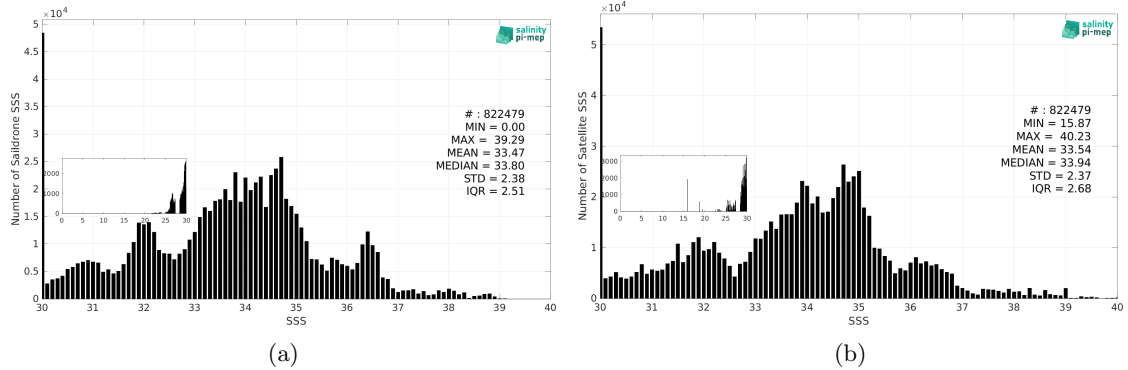 ×10^4
5
4.5
4
3.5
3
2.5
2
1.5
1
0.5
0
Number of Saildrone SSS
salinity
pi-mep
# : 822479
MIN = 0.00
MAX = 39.29
MEAN = 33.47
MEDIAN = 33.80
STD = 2.38
IQR = 2.51
2000
1000
0
0 5 10 15 20 25 30
30 31 32 33 34 35 36 37 38 39 40
SSS
(a)
×10^4
5
4
3
2
1
0
Number of Satellite SSS
salinity
pi-mep
# : 822479
MIN = 15.87
MAX = 40.23
MEAN = 33.54
MEDIAN = 33.94
STD = 2.37
IQR = 2.68
3000
2000
1000
0
0 5 10 15 20 25 30
30 31 32 33 34 35 36 37 38 39 40
SSS
(b)